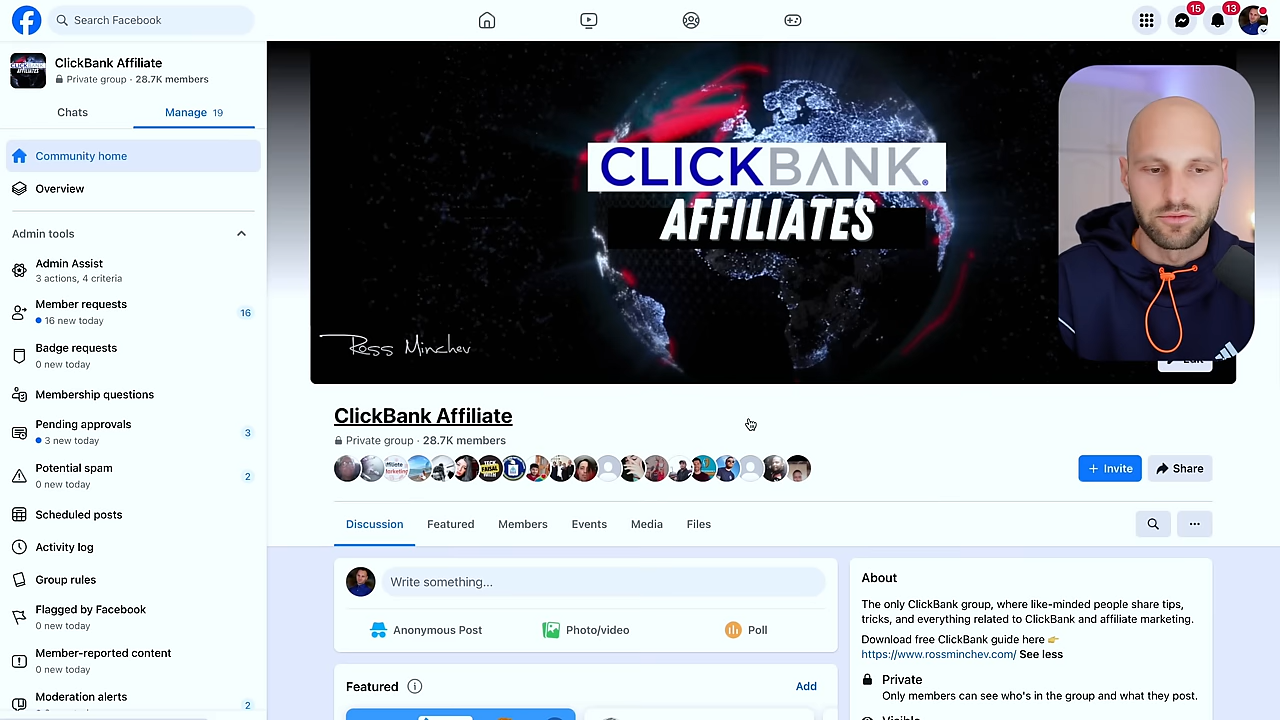 Search Facebook
15
13
ClickBank Affiliate
Private group · 28.7K members
Chats
Manage 19
Community home
Overview
Admin tools
Admin Assist
3 actions, 4 criteria
Member requests
16 new today
16
Badge requests
0 new today
Membership questions
Pending approvals
3 new today
3
Potential spam
0 new today
2
Scheduled posts
Activity log
Group rules
Flagged by Facebook
0 new today
Member-reported content
0 new today
Moderation alerts
2
CLICKBANK®
AFFILIATES
Ross Minchev
Edit
ClickBank Affiliate
Private group · 28.7K members
+ Invite
Share
Discussion
Featured
Members
Events
Media
Files
Write something...
Anonymous Post
Photo/video
Poll
Featured
Add
About
The only ClickBank group, where like-minded people share tips,
tricks, and everything related to ClickBank and affiliate marketing.
Download free ClickBank guide here 👉
https://www.rossminchev.com/ See less
Private
Only members can see who's in the group and what they post.
Visible